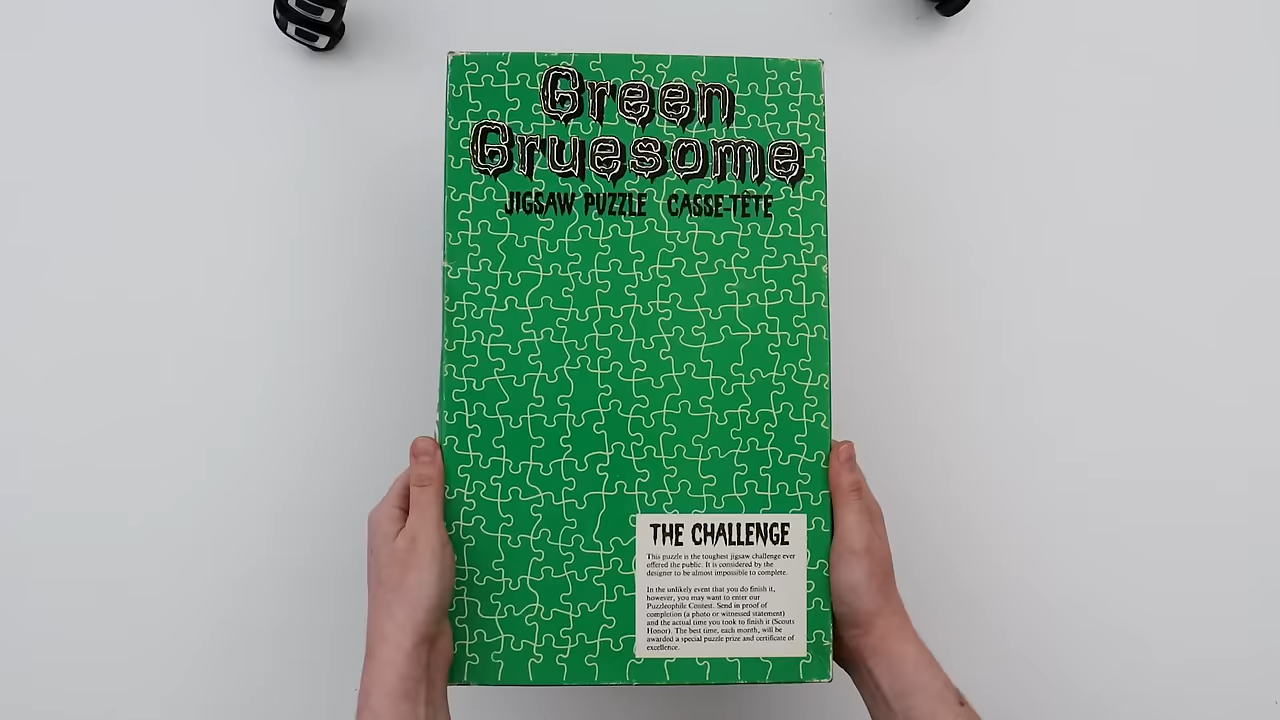 Green
Gruesome
JIGSAW PUZZLE CASSE-TÊTE
THE CHALLENGE
This puzzle is the toughest jigsaw challenge ever
offered the public. It is considered by the
designer to be almost impossible to complete.
In the unlikely event that you do finish it,
however, you may want to enter our
Puzzleophile Contest. Send in proof of
completion (a photo or witnessed statement)
and the actual time you took to finish it (Scouts
Honor). The best time, each month, will be
awarded a special puzzle prize and certificate of
excellence.